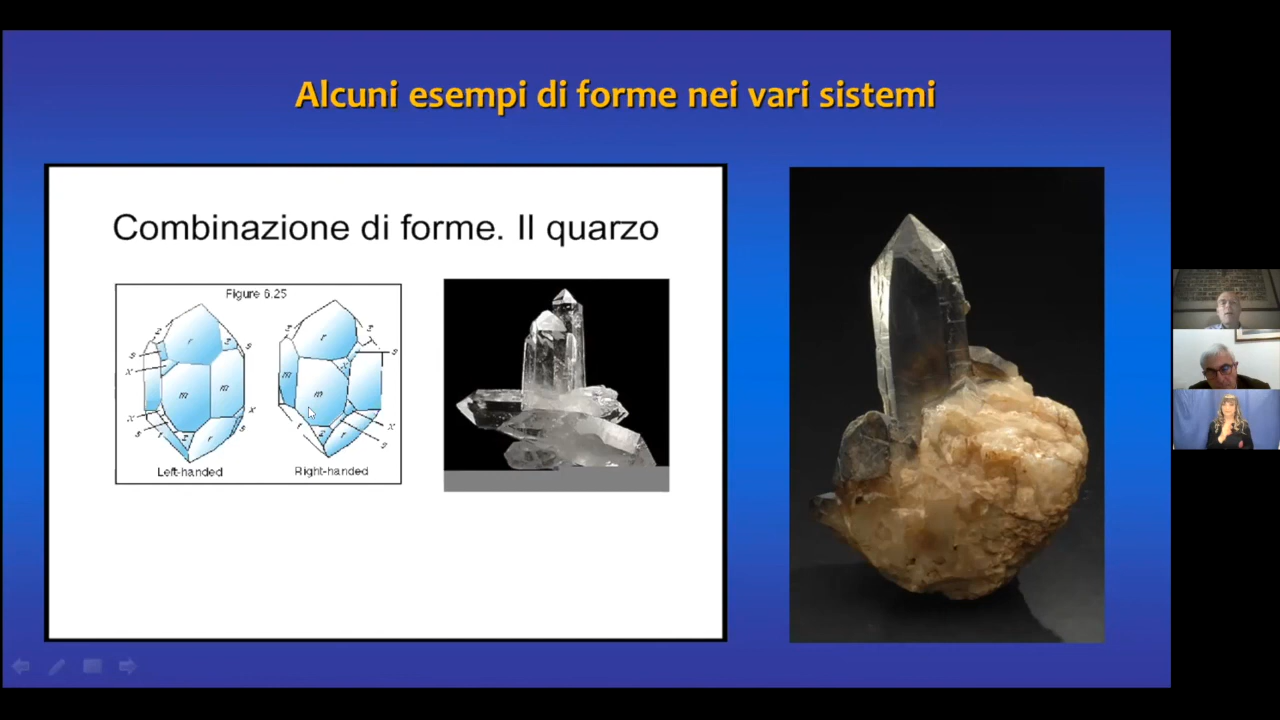 Alcuni esempi di forme nei vari sistemi
Combinazione di forme. Il quarzo
Figure 6.25
z r s s
s r z s
s x m m
m m x
x r z r s x
r z r x s
Left-handed Right-handed